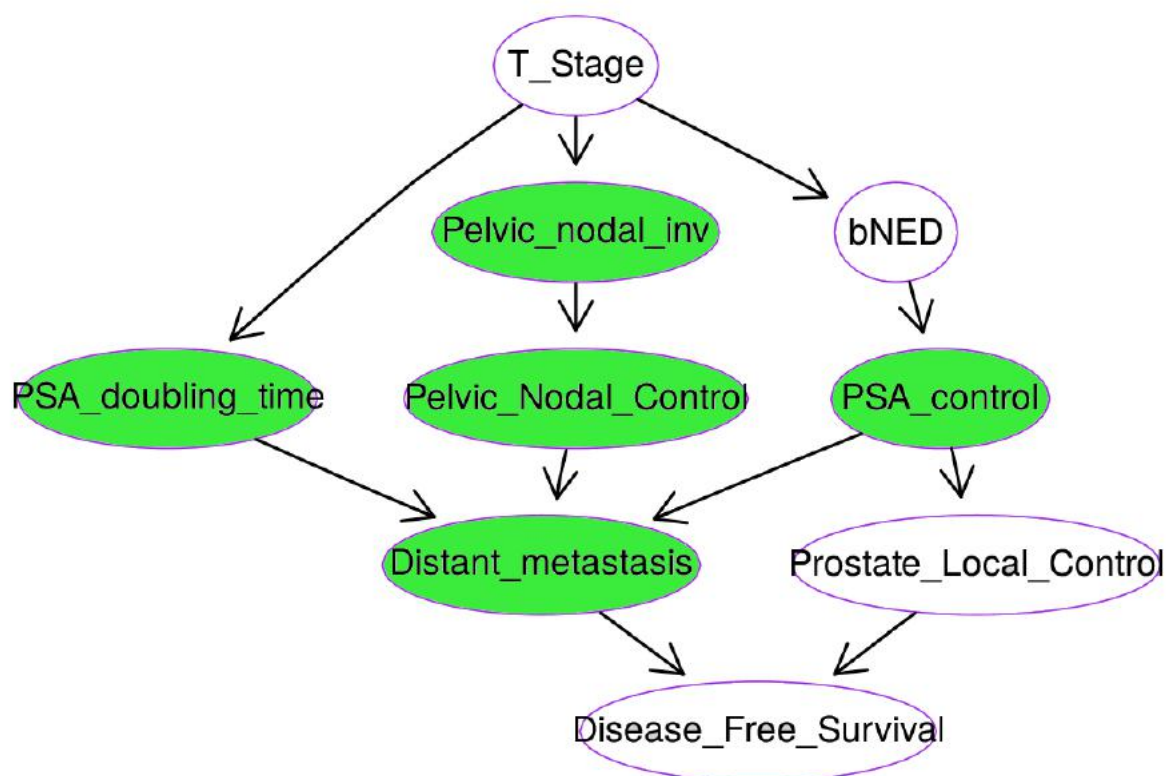 T_Stage
Pelvic_nodal_inv
bNED
PSA_doubling_time
Pelvic_Nodal_Control
PSA_control
Distant_metastasis
Prostate_Local_Control
Disease_Free_Survival